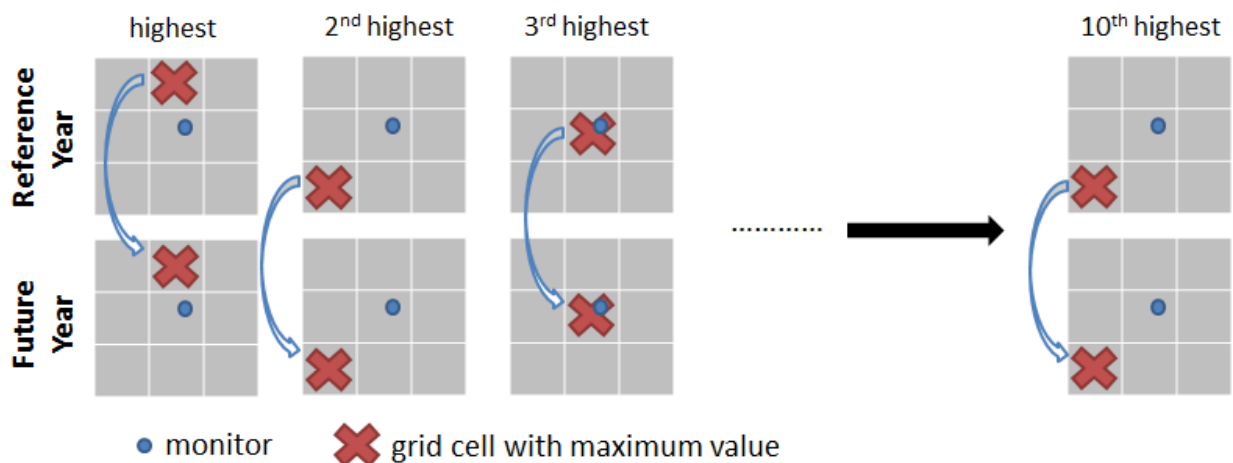 highest
2nd highest
3rd highest
10th highest
Reference
Year
Future
Year
............
monitor
grid cell with maximum value